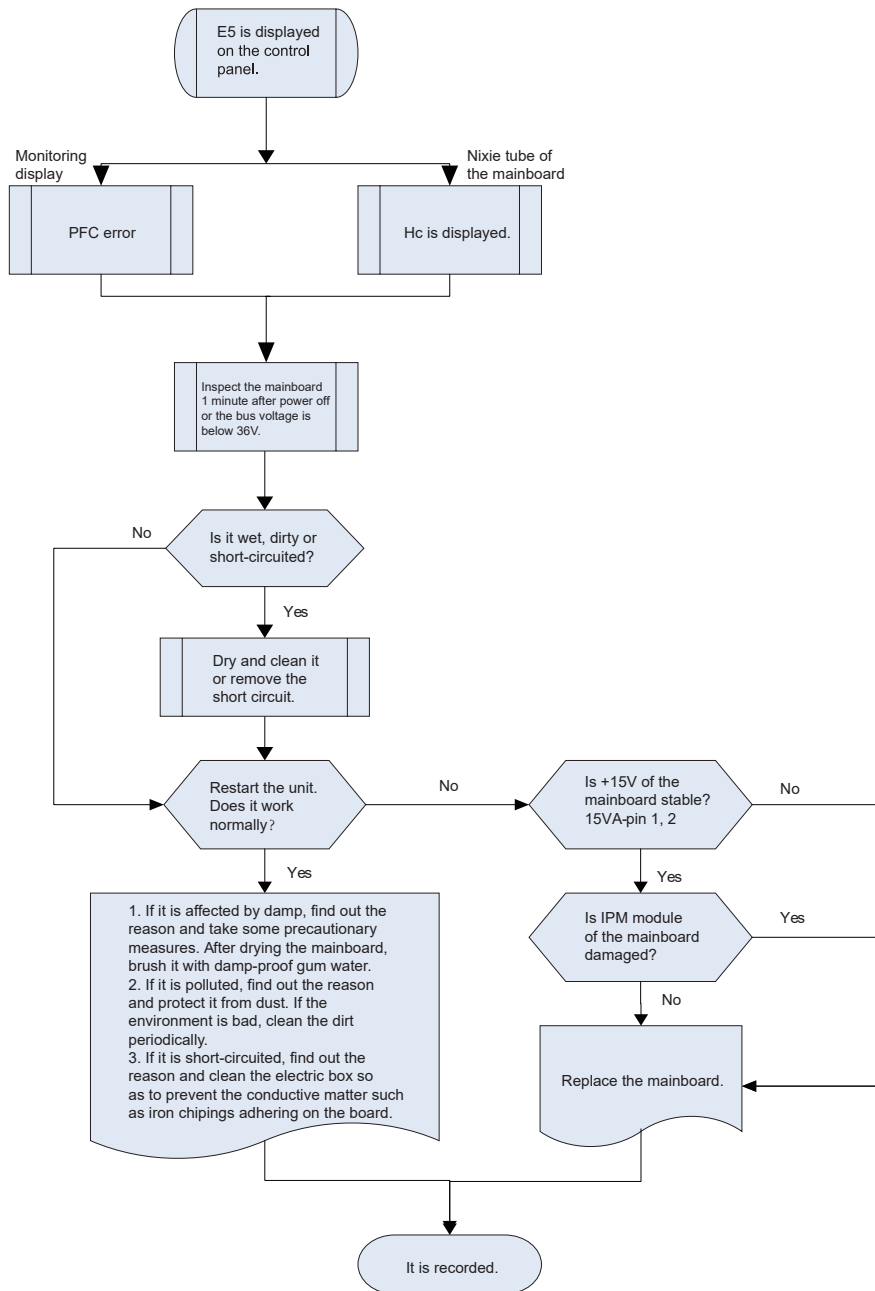 E5 is displayed
on the control
panel.
Monitoring
display
Nixie tube of
the mainboard
PFC error
Hc is displayed.
Inspect the mainboard
1 minute after power off
or the bus voltage is
below 36V.
No
Is it wet, dirty or
short-circuited?
Yes
Dry and clean it
or remove the
short circuit.
Restart the unit.
Does it work
normally?
No
Is +15V of the
mainboard stable?
15VA-pin 1, 2
No
Yes
Yes
1. If it is affected by damp, find out the
reason and take some precautionary
measures. After drying the mainboard,
brush it with damp-proof gum water.
2. If it is polluted, find out the reason
and protect it from dust. If the
environment is bad, clean the dirt
periodically.
3. If it is short-circuited, find out the
reason and clean the electric box so
as to prevent the conductive matter such
as iron chipings adhering on the board.
Is IPM module
of the mainboard
damaged?
Yes
No
Replace the mainboard.
It is recorded.